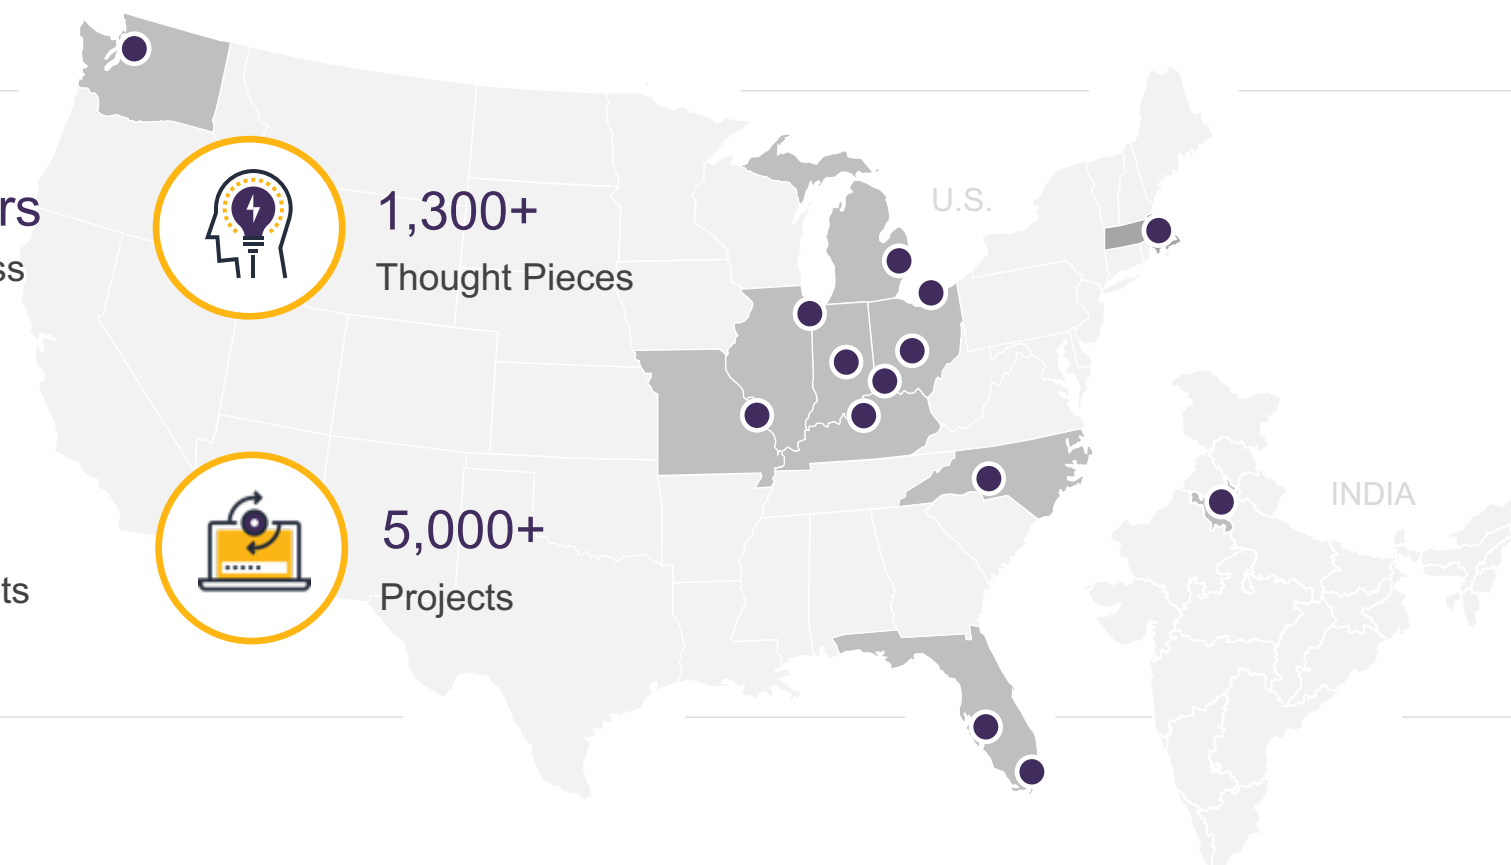 rs
ss
1,300+
Thought Pieces
U.S.
INDIA
5,000+
Projects
ts